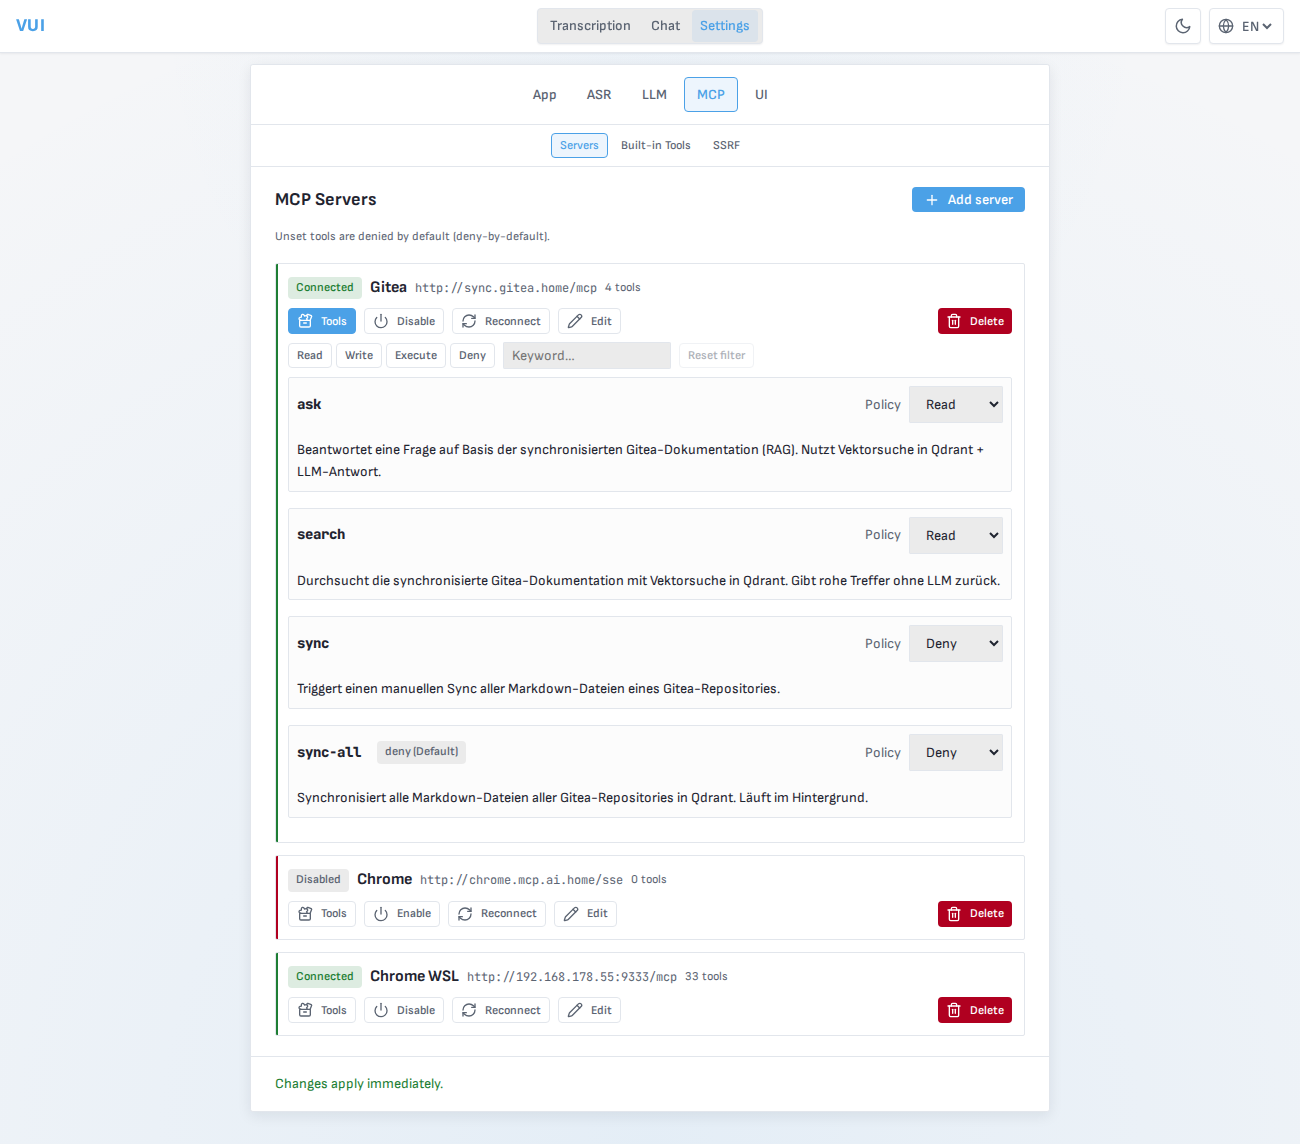 VUI
Transcription Chat Settings
EN
App ASR LLM MCP UI
Servers Built-in Tools SSRF
MCP Servers
Add server
Unset tools are denied by default (deny-by-default).
Connected Gitea http://sync.gitea.home/mcp 4 tools
Tools Disable Reconnect Edit Delete
Read Write Execute Deny Keyword... Reset filter
ask Policy Read
Beantwortet eine Frage auf Basis der synchronisierten Gitea-Dokumentation (RAG). Nutzt Vektorsuche in Qdrant +
LLM-Antwort.
search Policy Read
Durchsucht die synchronisierte Gitea-Dokumentation mit Vektorsuche in Qdrant. Gibt rohe Treffer ohne LLM zurück.
sync Policy Deny
Triggert einen manuellen Sync aller Markdown-Dateien eines Gitea-Repositories.
sync-all deny (Default) Policy Deny
Synchronisiert alle Markdown-Dateien aller Gitea-Repositories in Qdrant. Läuft im Hintergrund.
Disabled Chrome http://chrome.mcp.ai.home/sse 0 tools
Tools Enable Reconnect Edit Delete
Connected Chrome WSL http://192.168.178.55:9333/mcp 33 tools
Tools Disable Reconnect Edit Delete
Changes apply immediately.